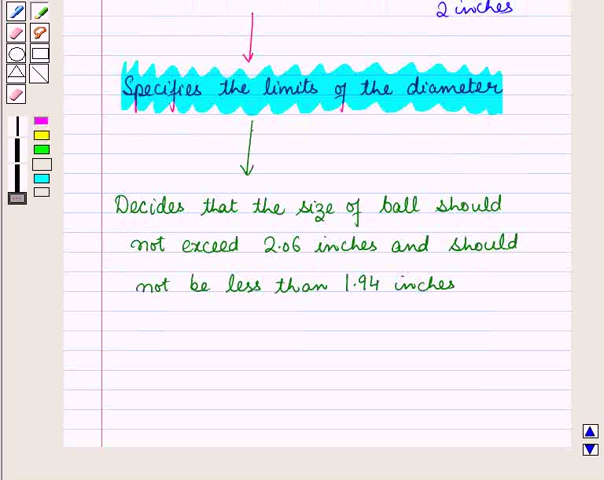 2 inches
Specifies the limits of the diameter
Decides that the size of ball should
not exceed 2.06 inches and should
not be less than 1.94 inches